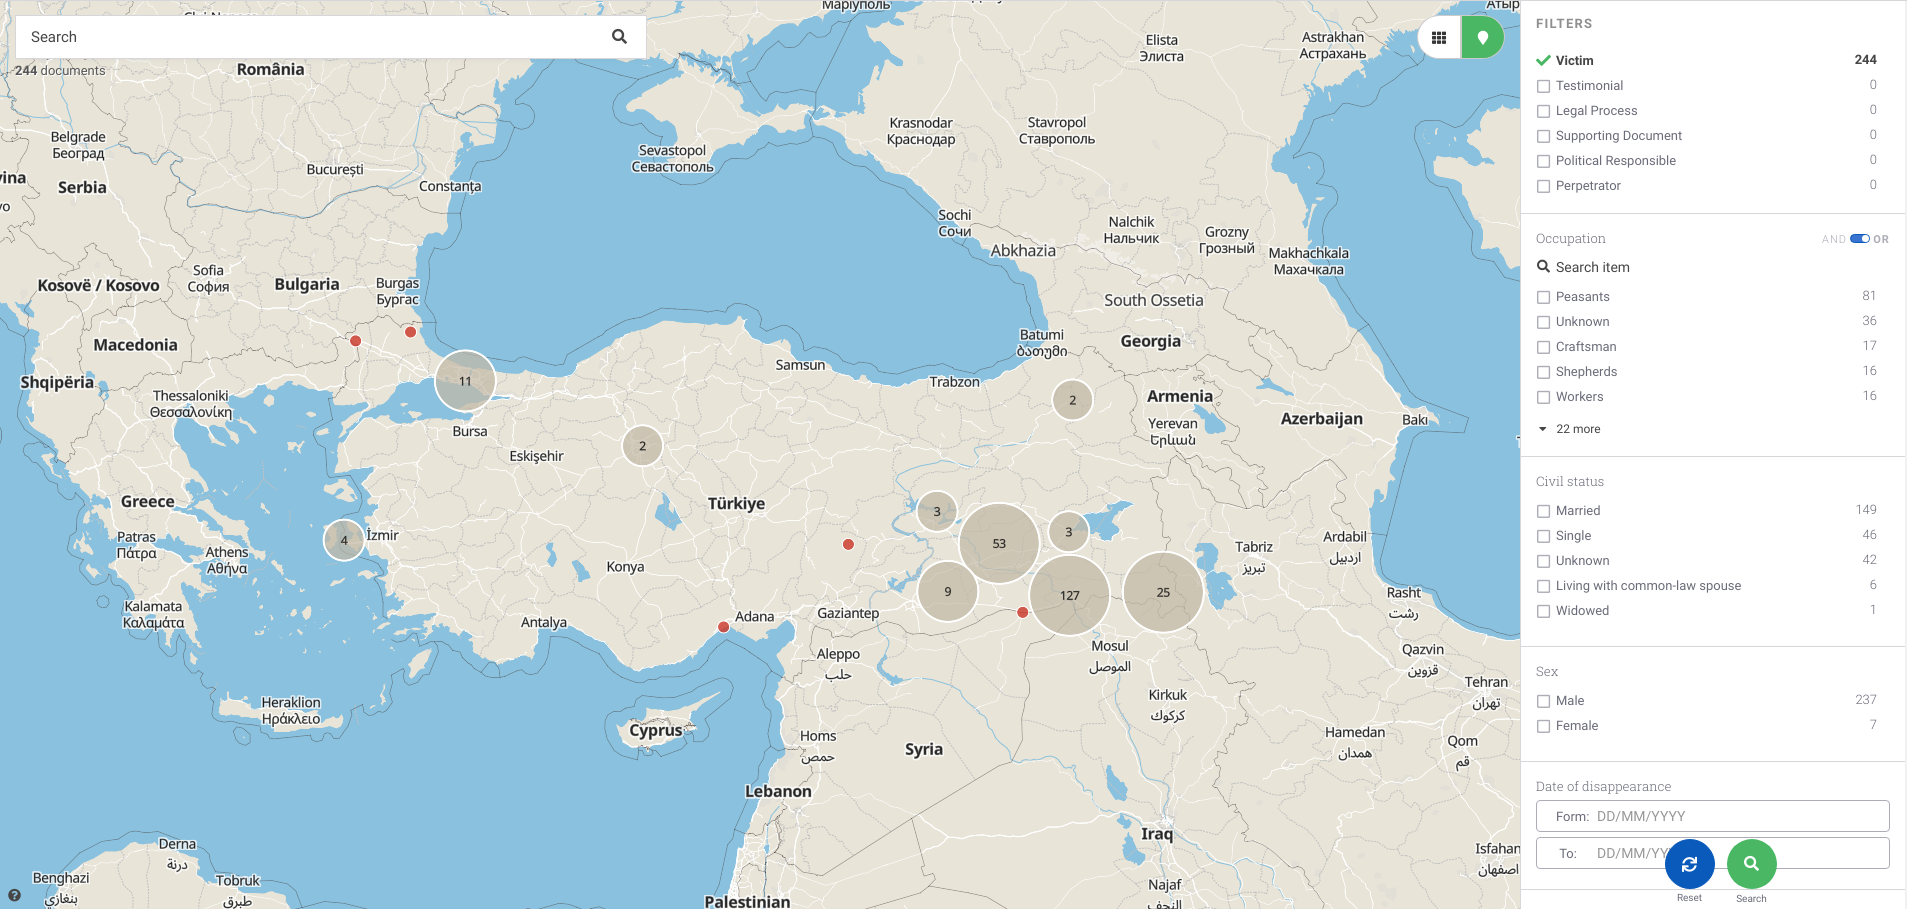 Cluj-Napoca
Маріуполь
Атыр
Search
244 documents
România
Elista
Элиста
Astrakhan
Астрахань
Belgrade
Београд
Krasnodar
Краснодар
Stavropol
Ставрополь
Sevastopol
Севастополь
București
vina
Serbia
Constanța
vo
Sochi
Сочи
Nalchik
Нальчик
Grozny
Грозный
Abkhazia
Makhachkala
Махачкала
Sofia
София
Kosovë / Kosovo
Bulgaria
Burgas
Бургас
South Ossetia
Batumi
ბათუმი
Georgia
Macedonia
Samsun
Trabzon
Shqipëria
11
Thessaloniki
Θεσσαλονίκη
2
Armenia
Yerevan
Երևան
Azerbaijan
Bakı
Bursa
2
Eskişehir
Greece
Türkiye
3
53
3
Patras
Πάτρα
4
İzmir
Athens
Αθήνα
Tabriz
تبریز
Ardabil
اردبیل
Konya
9
127
25
Kalamata
Καλαμάτα
Antalya
Adana
Gaziantep
Rasht
رشت
Aleppo
حلب
Mosul
الموصل
Qazvin
قزوین
Tehran
تهران
Heraklion
Ηράκλειο
Kirkuk
كركوك
Cyprus
Homs
حمص
Syria
Hamedan
همدان
Qom
قم
Lebanon
Iraq
Derna
درنة
Isfahan
اصفهان
Benghazi
بنغازي
Tobruk
طبرق
Najaf
النجف
Palestinian
FILTERS
Victim 244
Testimonial 0
Legal Process 0
Supporting Document 0
Political Responsible 0
Perpetrator 0
Occupation AND OR
Search item
Peasants 81
Unknown 36
Craftsman 17
Shepherds 16
Workers 16
22 more
Civil status
Married 149
Single 46
Unknown 42
Living with common-law spouse 6
Widowed 1
Sex
Male 237
Female 7
Date of disappearance
Form: DD/MM/YYYY
To: DD/MM/YY
Reset
Search